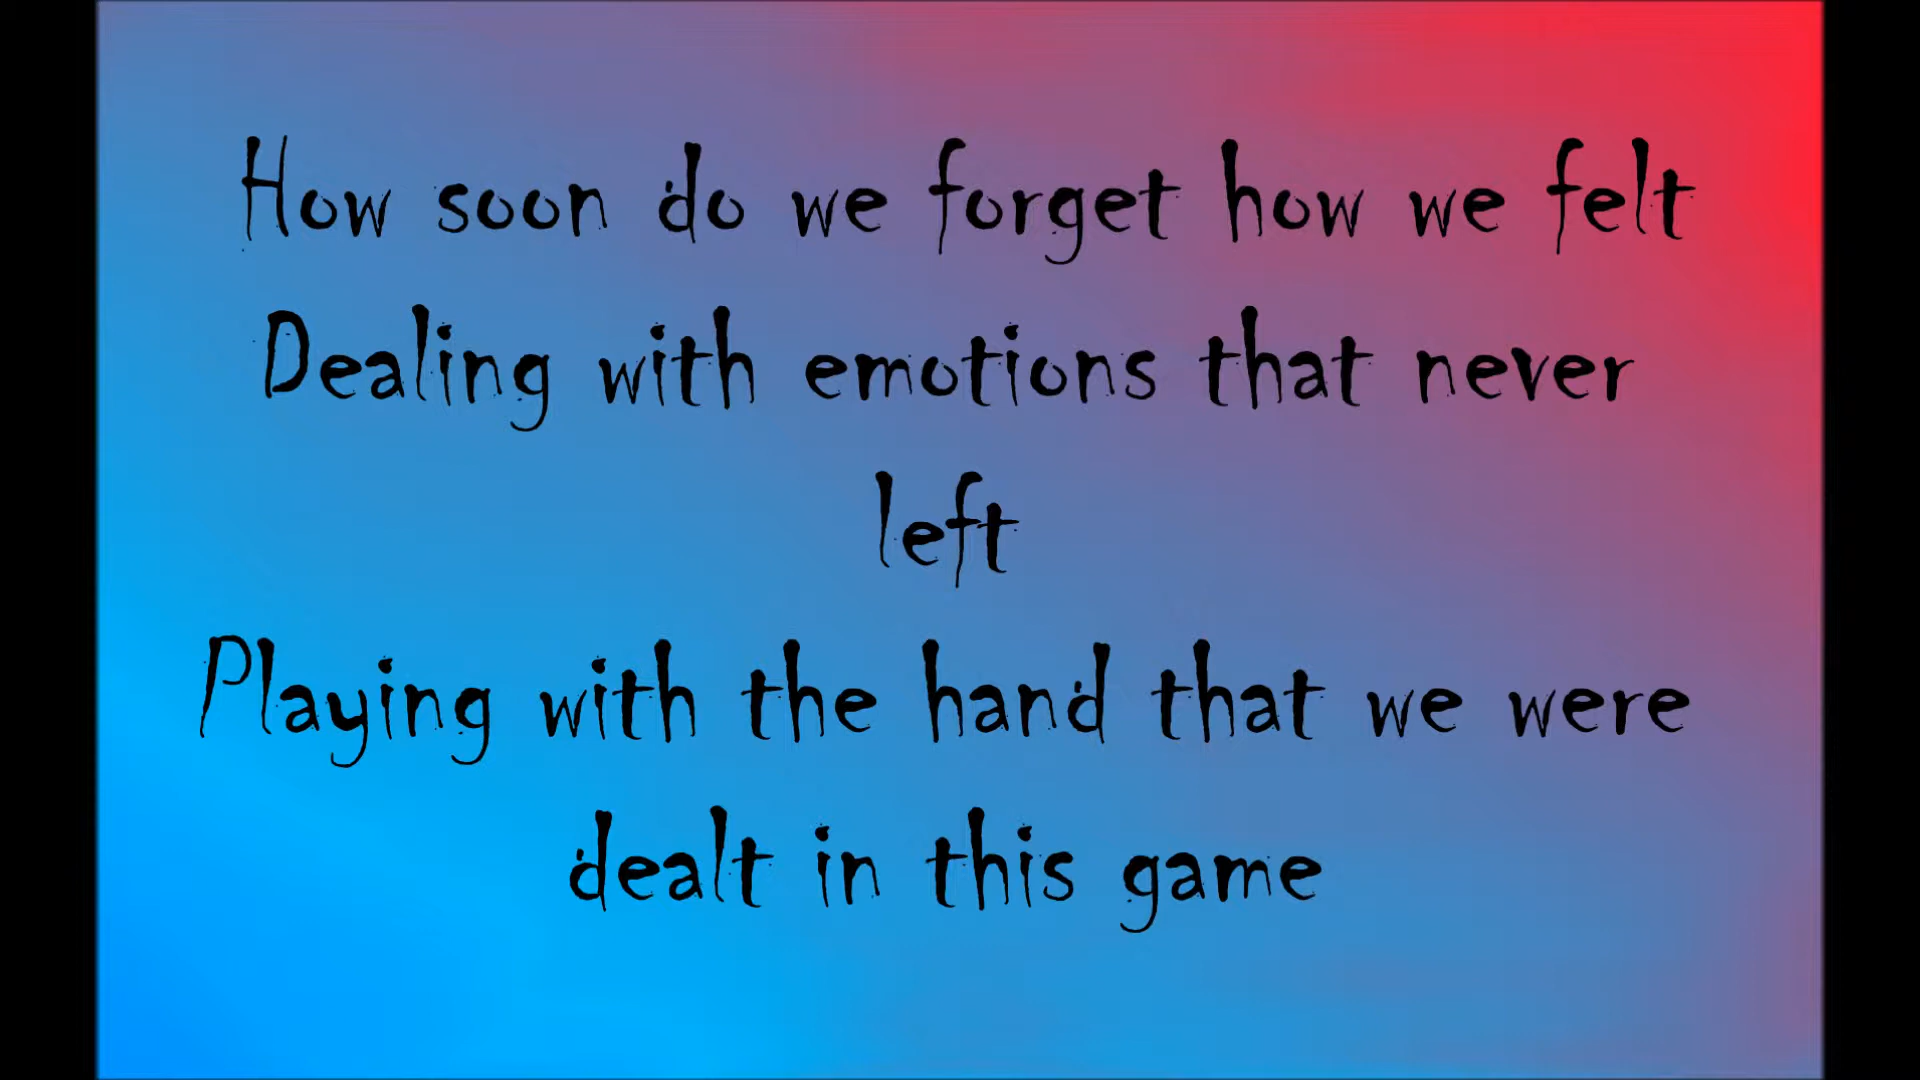 How soon do we forget how we felt
Dealing with emotions that never
left
Playing with the hand that we were
dealt in this game